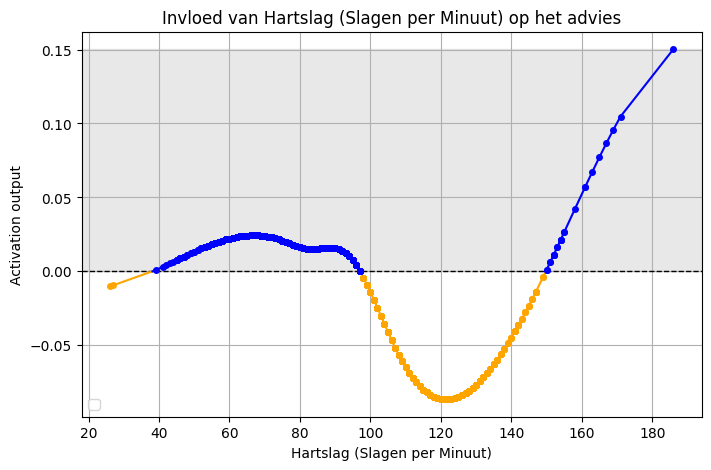 Invloed van Hartslag (Slagen per Minuut) op het advies
Activation output
0.15
0.10
0.05
0.00
−0.05
20 40 60 80 100 120 140 160 180
Hartslag (Slagen per Minuut)